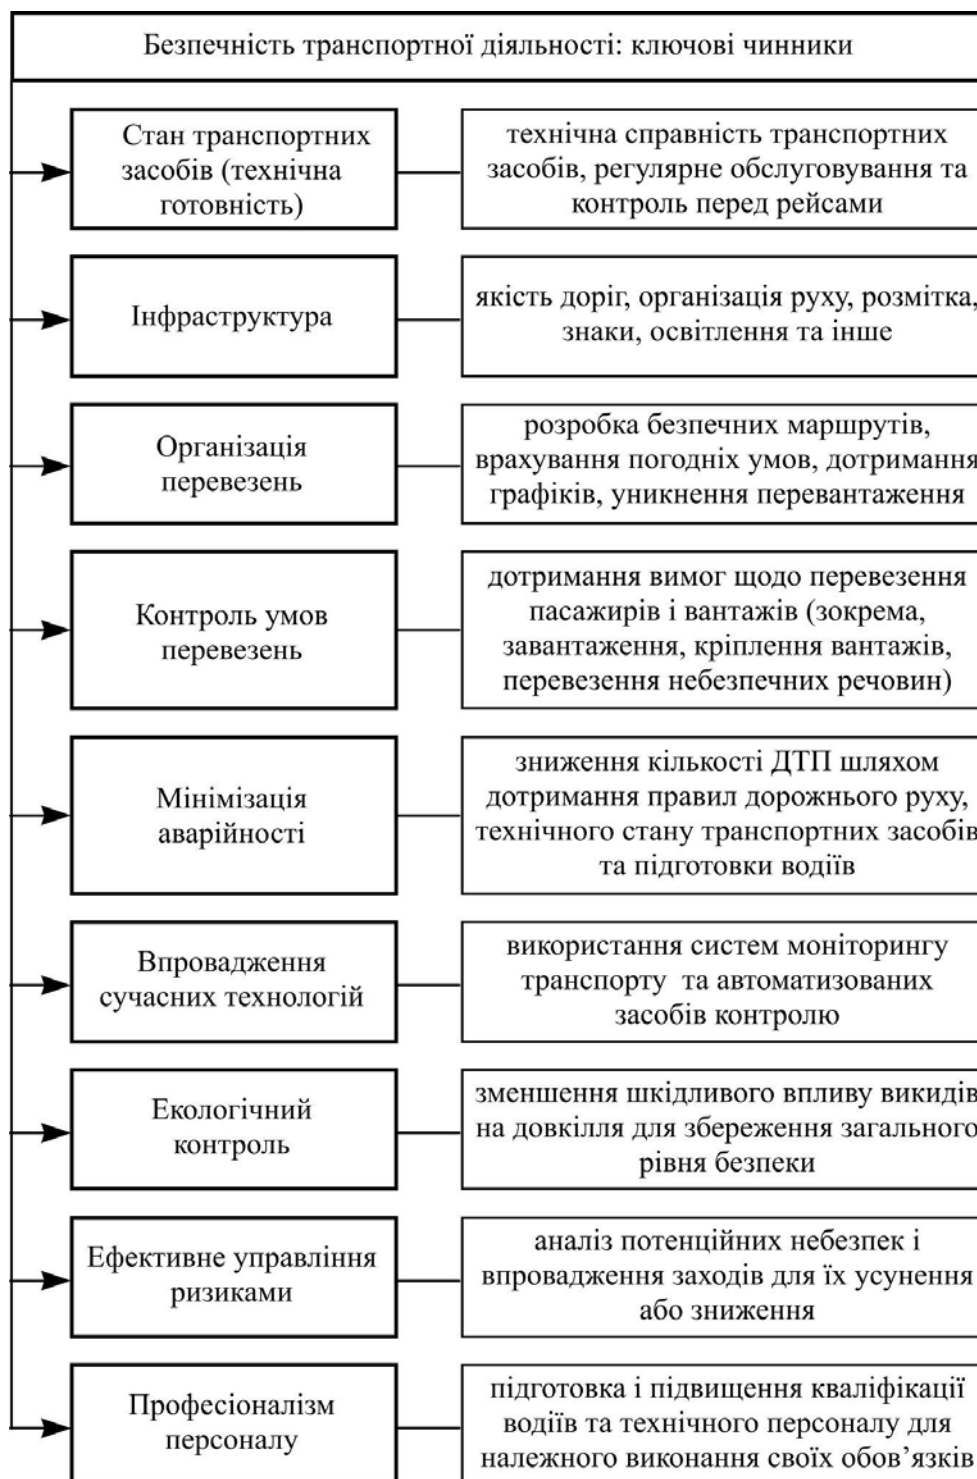 Безпечність транспортної діяльності: ключові чинники
Стан транспортних
засобів (технічна
готовність)
технічна справність транспортних
засобів, регулярне обслуговування та
контроль перед рейсами
Інфраструктура
якість доріг, організація руху, розмітка,
знаки, освітлення та інше
Організація
перевезень
розробка безпечних маршрутів,
врахування погодніх умов, дотримання
графіків, уникнення перевантаження
Контроль умов
перевезень
дотримання вимог щодо перевезення
пасажирів і вантажів (зокрема,
завантаження, кріплення вантажів,
перевезення небезпечних речовин)
Мінімізація
аварійності
зниження кількості ДТП шляхом
дотримання правил дорожнього руху,
технічного стану транспортних засобів
та підготовки водіїв
Впровадження
сучасних технологій
використання систем моніторингу
транспорту та автоматизованих
засобів контролю
Екологічний
контроль
зменшення шкідливого впливу викидів
на довкілля для збереження загального
рівня безпеки
Ефективне управління
ризиками
аналіз потенційних небезпек і
впровадження заходів для їх усунення
або зниження
Професіоналізм
персоналу
підготовка і підвищення кваліфікації
водіїв та технічного персоналу для
належного виконання своїх обов’язків